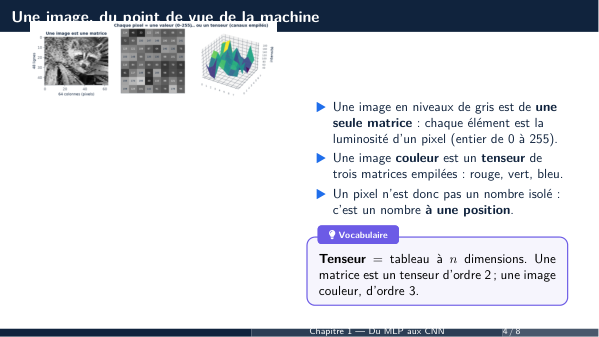 Une image, du point de vue de la machine
Chaque pixel = une valeur (0–255)… ou un tenseur (canaux empilés)
Une image est une matrice
64 colonnes (pixels)
Une image en niveaux de gris est de une
seule matrice : chaque élément est la
luminosité d'un pixel (entier de 0 à 255).
Une image couleur est un tenseur de
trois matrices empilées : rouge, vert, bleu.
Un pixel n'est donc pas un nombre isolé :
c'est un nombre à une position.
Vocabulaire
Tenseur = tableau à n dimensions. Une
matrice est un tenseur d'ordre 2 ; une image
couleur, d'ordre 3.
Chapitre 1 — Du MLP aux CNN
4 / 8